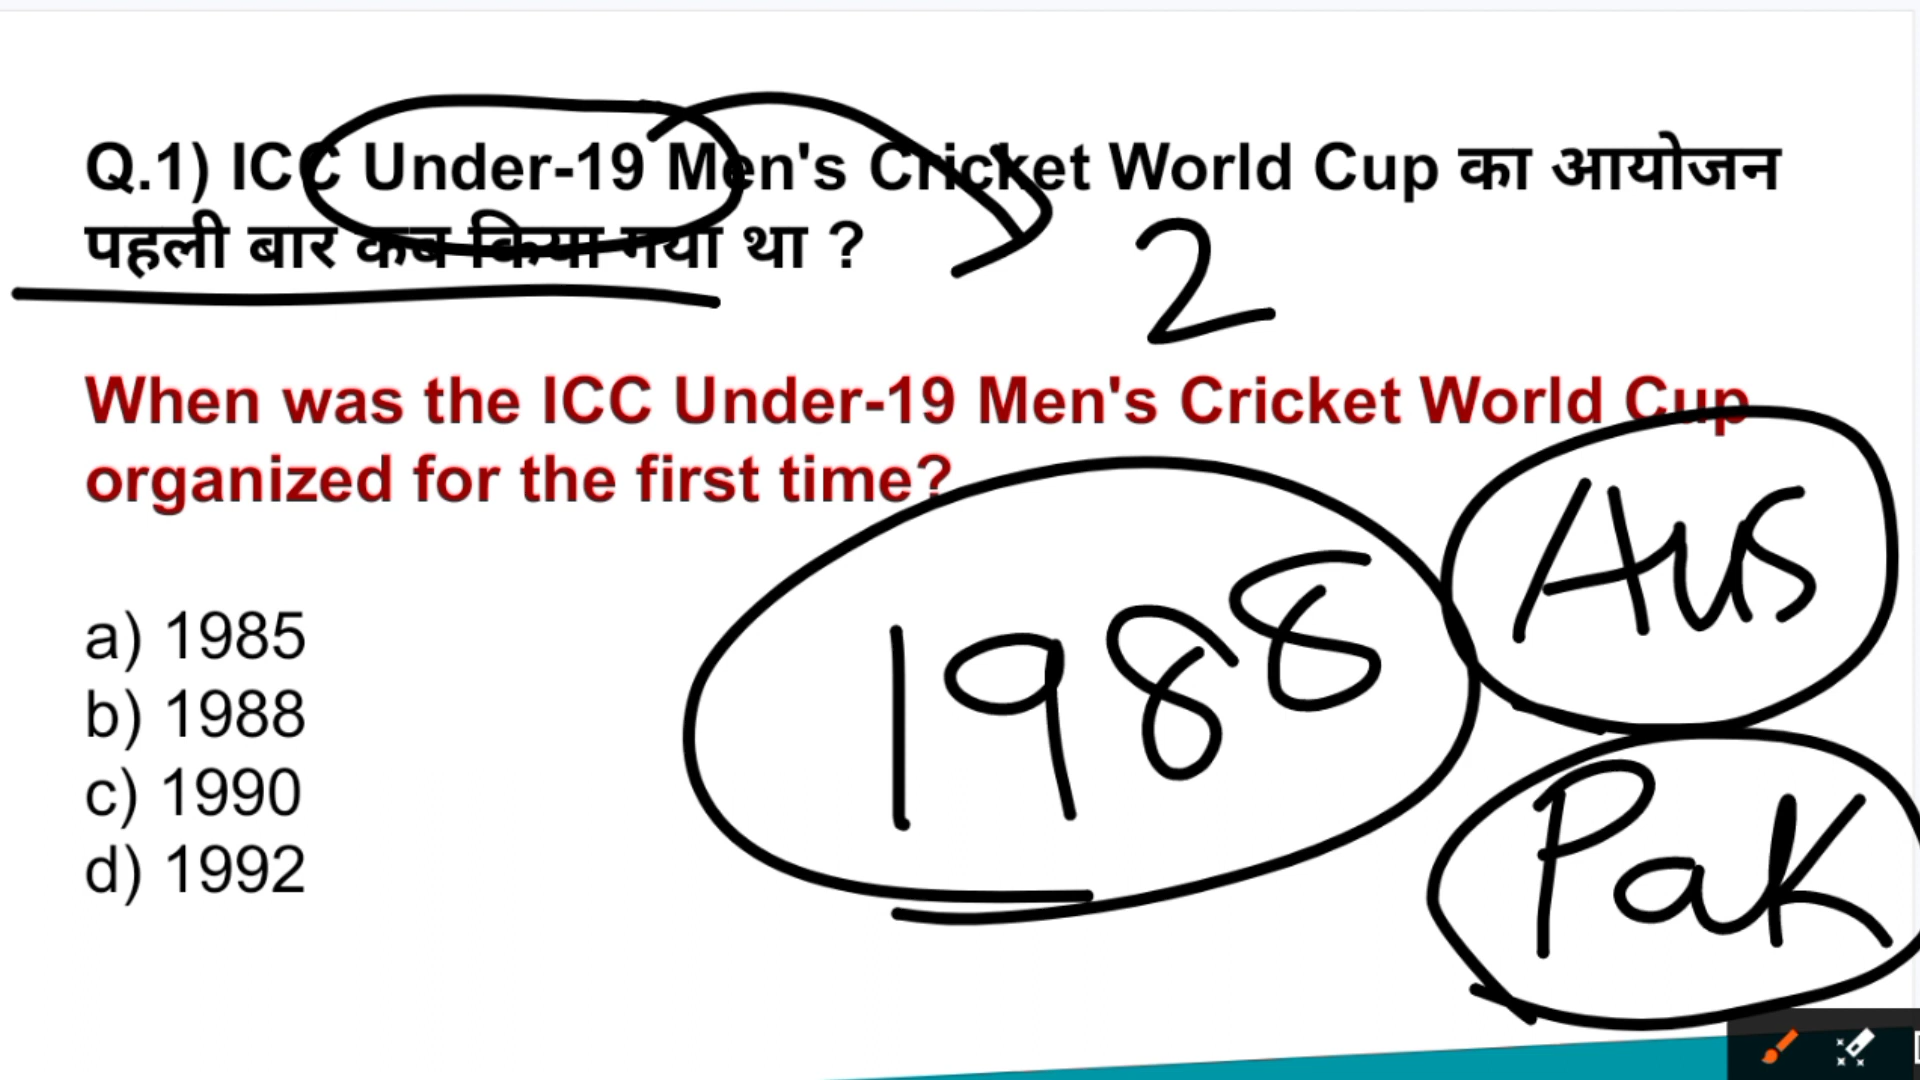 Q.1) ICC Under-19 Men's Cricket World Cup का आयोजन
पहली बार कब किया गया था ?
2
When was the ICC Under-19 Men's Cricket World Cup
organized for the first time?
Aus
1988
a) 1985
b) 1988
c) 1990
d) 1992
Pak